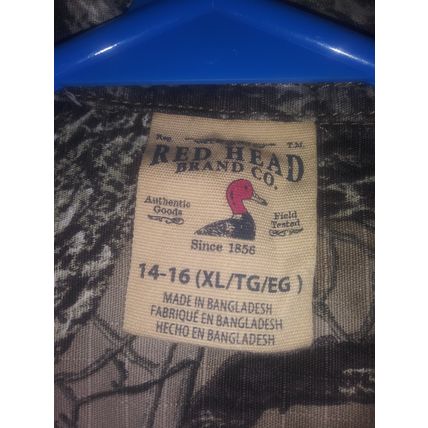 Reg. T.M.
RED HEAD
BRAND CO.
Authentic
Goods
Field
Tested
Since 1856
14-16 (XL/TG/EG )
MADE IN BANGLADESH
FABRIQUÉ EN BANGLADESH
HECHO EN BANGLADESH